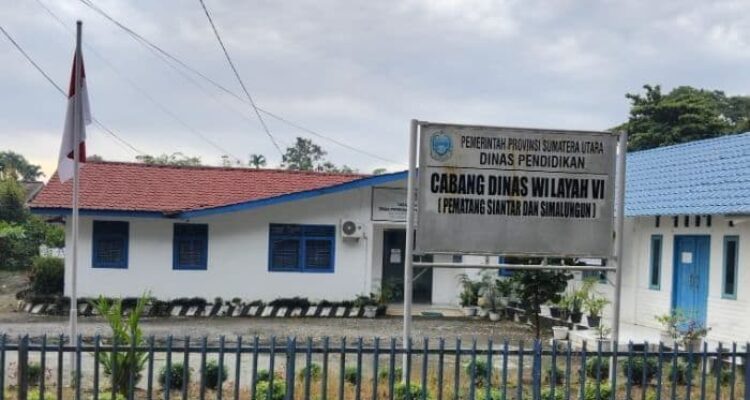 PEMERINTAH PROVINSI SUMATERA UTARA
DINAS PENDIDIKAN
CABANG DINAS WILAYAH VI
( PEMATANG SIANTAR DAN SIMALUNGUN )